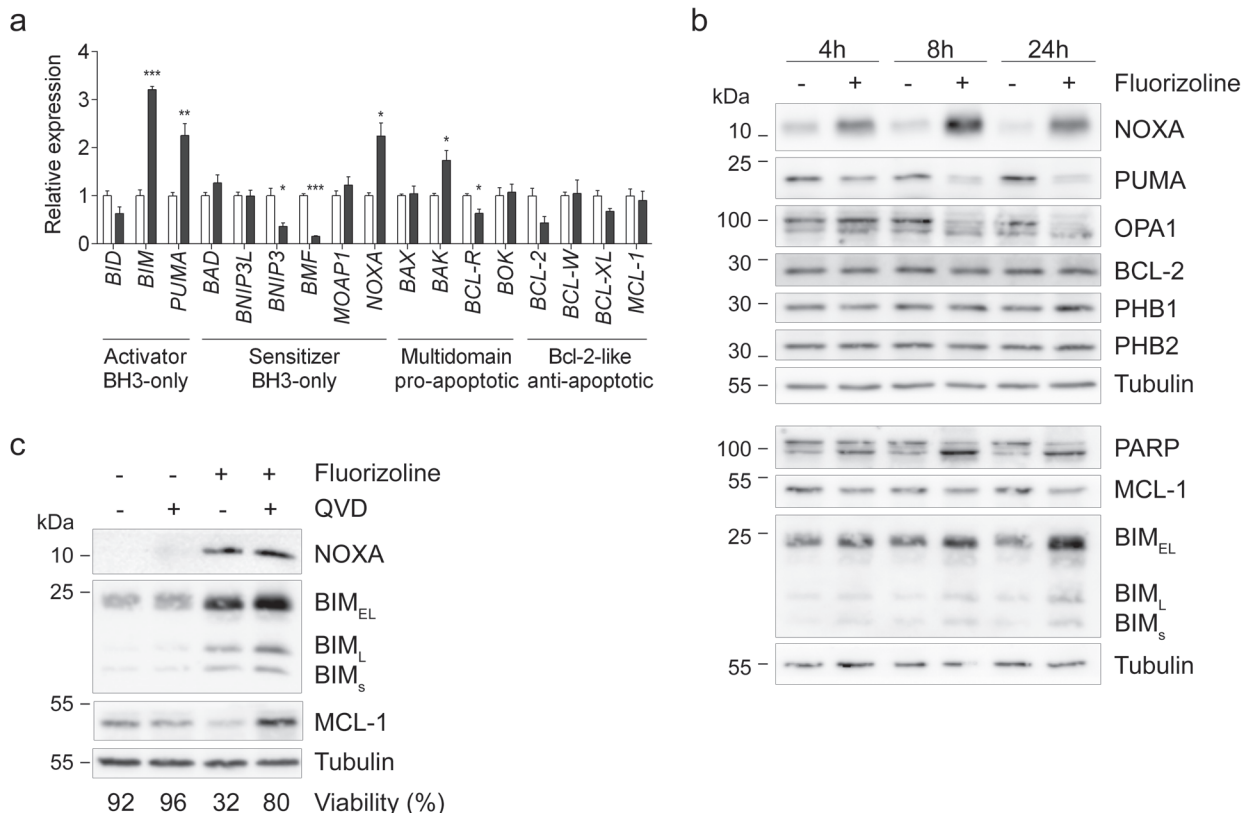 a
4
3
2
1
0
Relative expression
*** ** * *** * * *
BID BIM PUMA BAD BNIP3L BNIP3 BMF MOAP1 NOXA BAX BAK BCL-R BOK BCL-2 BCL-W BCL-XL MCL-1
Activator Sensitizer Multidomain Bcl-2-like
BH3-only BH3-only pro-apoptotic anti-apoptotic
b
4h 8h 24h
- + - + - + Fluorizoline
kDa
10 NOXA
25 PUMA
100 OPA1
30 BCL-2
30 PHB1
30 PHB2
55 Tubulin
100 PARP
55 MCL-1
25 BIMEL
BIML
BIMs
55 Tubulin
c
- - + + Fluorizoline
- + - + QVD
kDa
10 NOXA
25 BIMEL
BIML
BIMs
55 MCL-1
55 Tubulin
92 96 32 80 Viability (%)